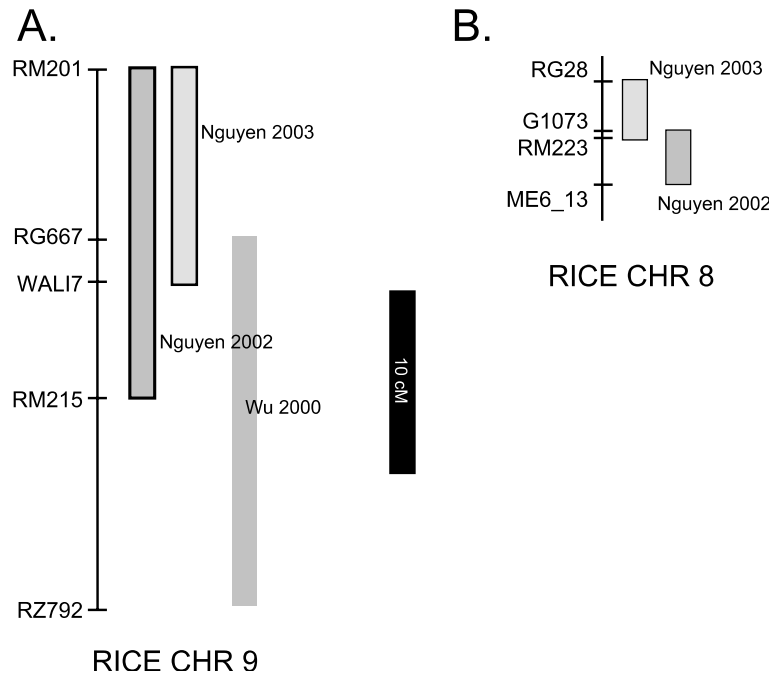 A.
RM201
Nguyen 2003
RG667
WALI7
Nguyen 2002
RM215
Wu 2000
RZ792
RICE CHR 9
10 cM
B.
RG28
Nguyen 2003
G1073
RM223
ME6_13
Nguyen 2002
RICE CHR 8